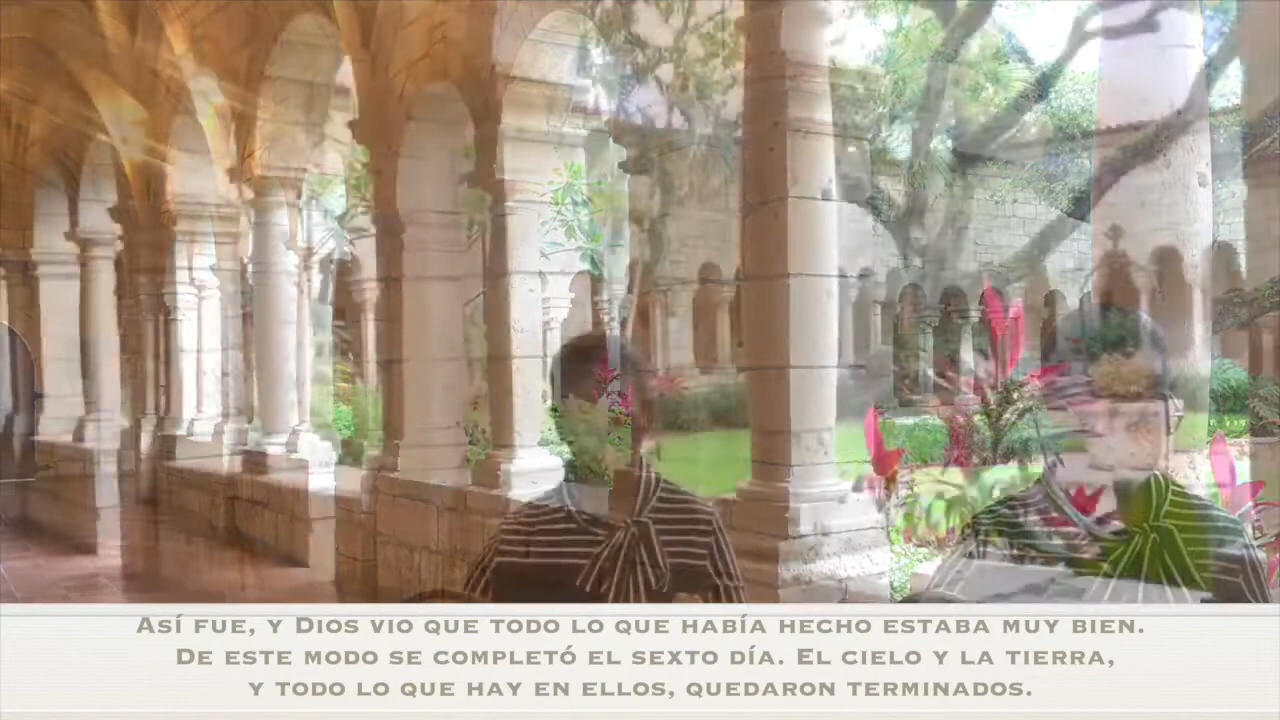 Así fue, y Dios vio que todo lo que había hecho estaba muy bien.
De este modo se completó el sexto día. El cielo y la tierra,
y todo lo que hay en ellos, quedaron terminados.